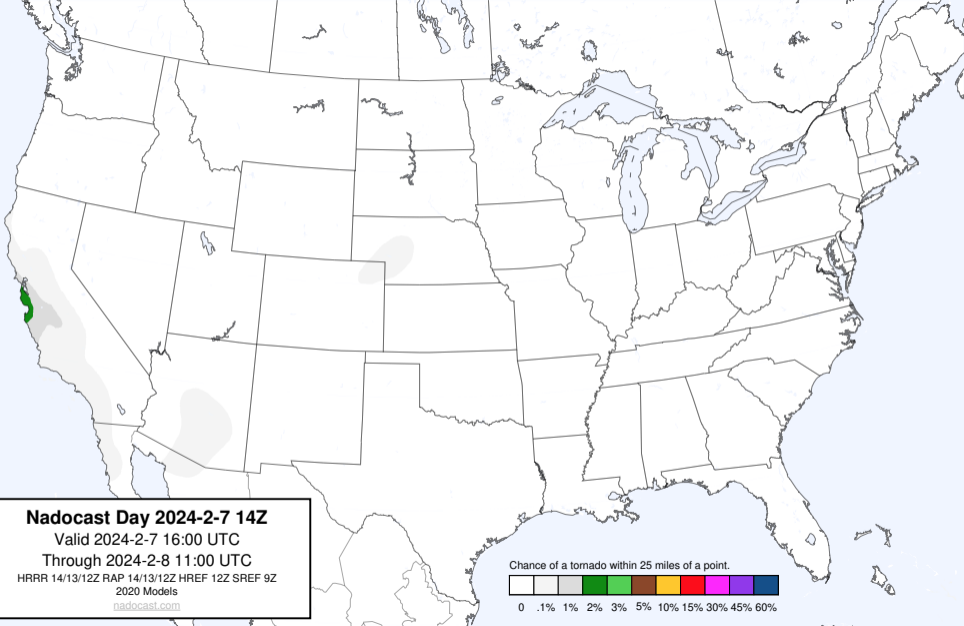 Nadocast Day 2024-2-7 14Z
Valid 2024-2-7 16:00 UTC
Through 2024-2-8 11:00 UTC
HRRR 14/13/12Z RAP 14/13/12Z HREF 12Z SREF 9Z
2020 Models
nadocast.com
Chance of a tornado within 25 miles of a point.
0 .1% 1% 2% 3% 5% 10% 15% 30% 45% 60%